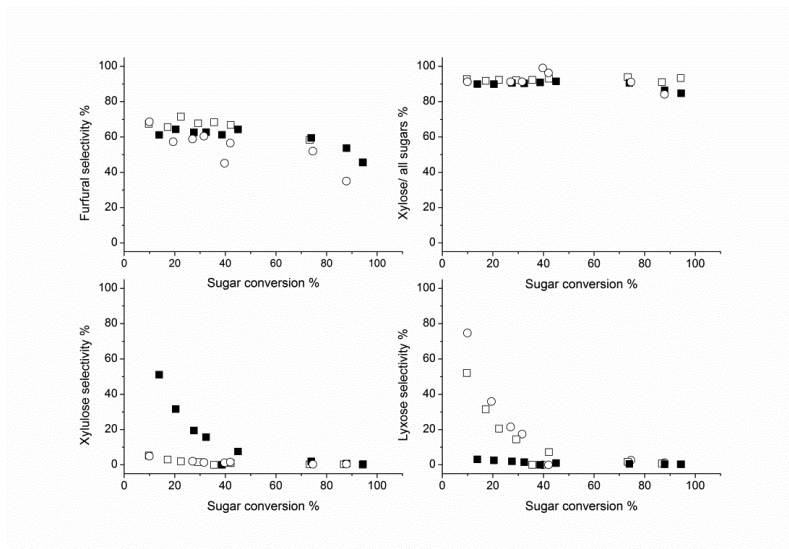 100
80
60
40
20
0
Furfural selectivity %
0 20 40 60 80 100
Sugar conversion %
100
80
60
40
20
0
Xylose/ all sugars %
0 20 40 60 80 100
Sugar conversion %
100
80
60
40
20
0
Xylulose selectivity %
0 20 40 60 80 100
Sugar conversion %
100
80
60
40
20
0
Lyxose selectivity %
0 20 40 60 80 100
Sugar conversion %